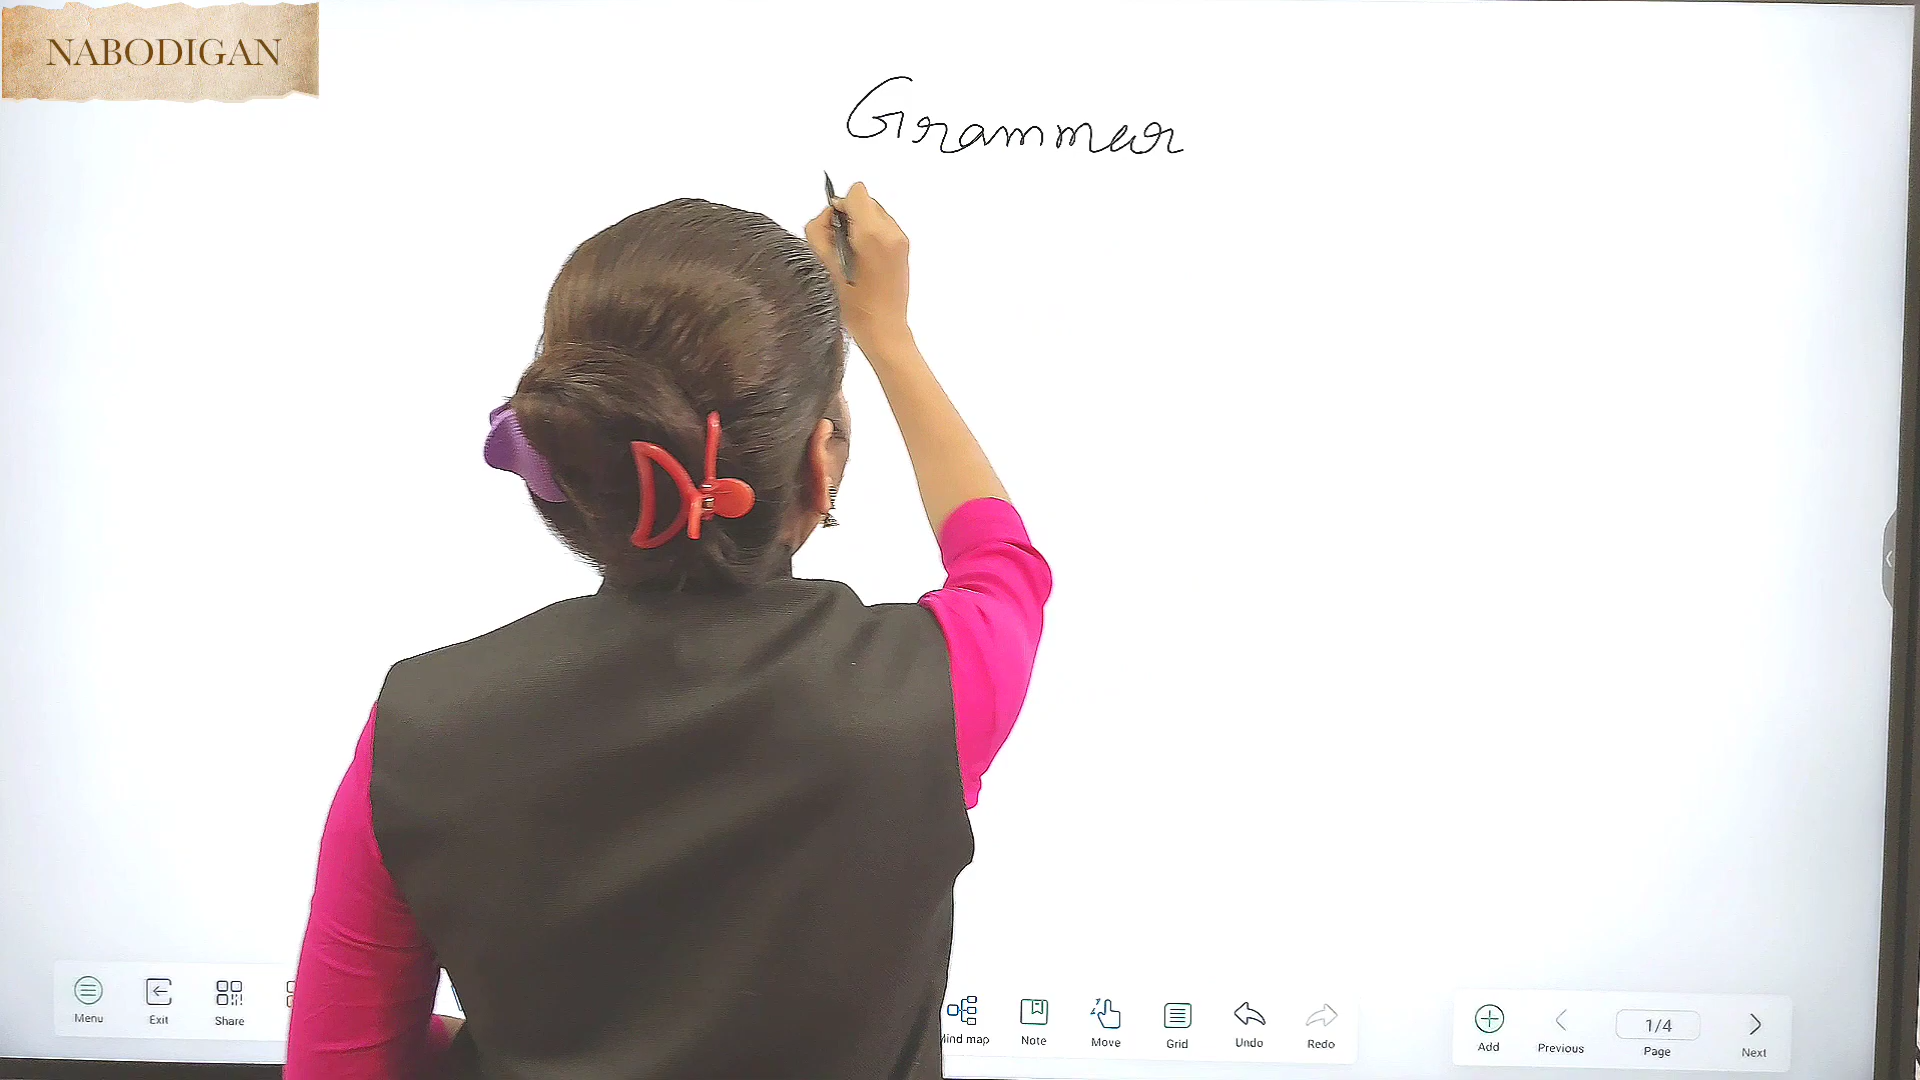 NABODIGAN
Grammar
Menu
Exit
Share
Mind map
Note
Move
Grid
Undo
Redo
Add
Previous
1/4
Page
Next